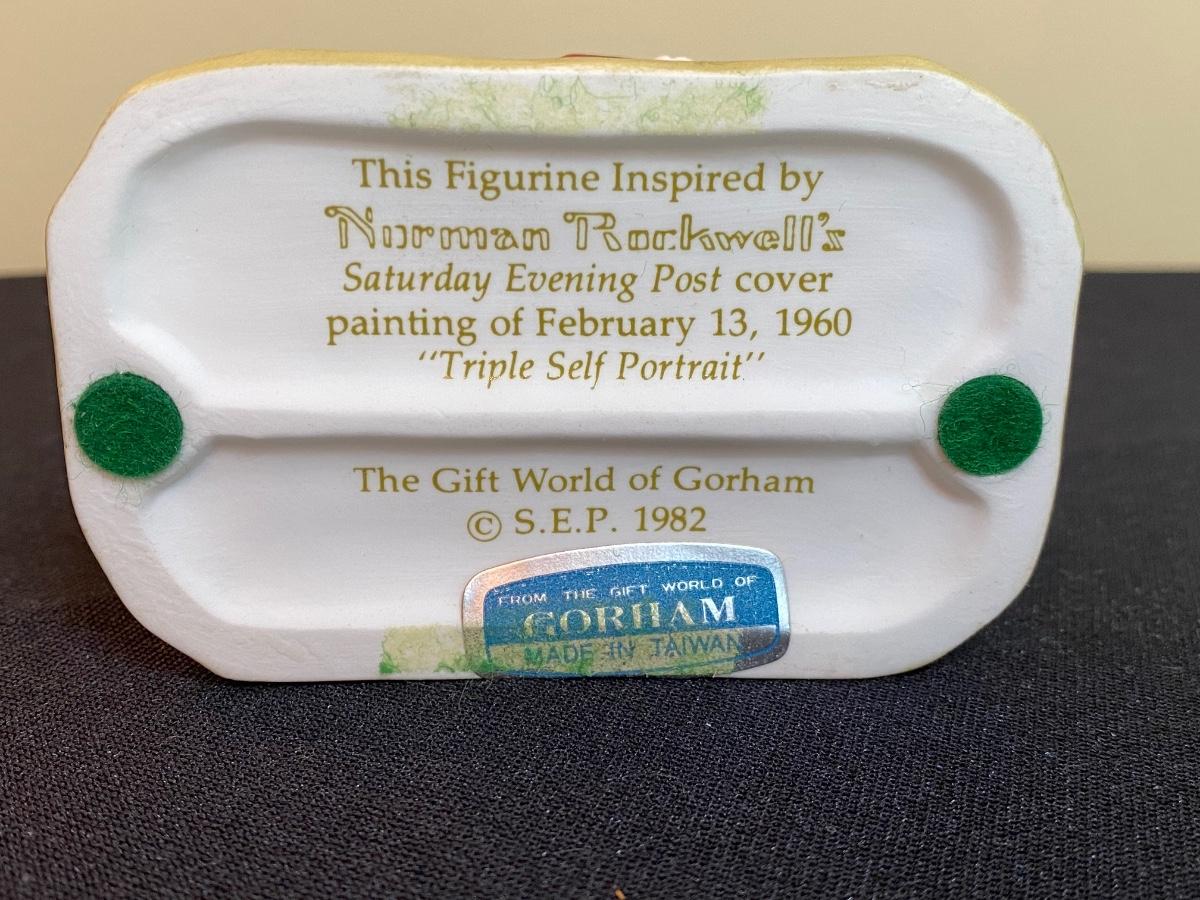 This Figurine Inspired by
Norman Rockwell's
Saturday Evening Post cover
painting of February 13, 1960
"Triple Self Portrait"
The Gift World of Gorham
© S.E.P. 1982
FROM THE GIFT WORLD OF
GORHAM
MADE IN TAIWAN